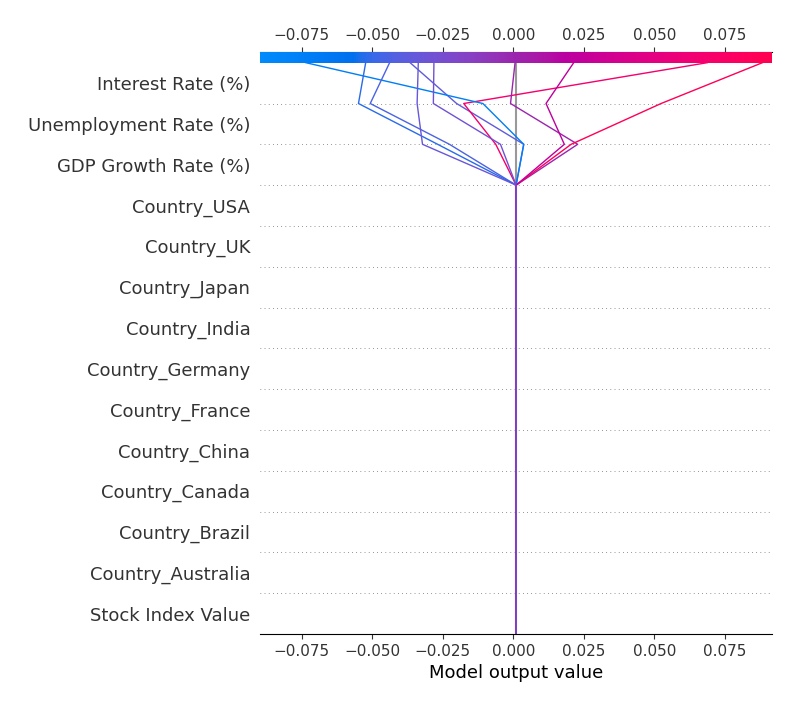 −0.075 −0.050 −0.025 0.000 0.025 0.050 0.075
Interest Rate (%)
Unemployment Rate (%)
GDP Growth Rate (%)
Country_USA
Country_UK
Country_Japan
Country_India
Country_Germany
Country_France
Country_China
Country_Canada
Country_Brazil
Country_Australia
Stock Index Value
−0.075 −0.050 −0.025 0.000 0.025 0.050 0.075
Model output value